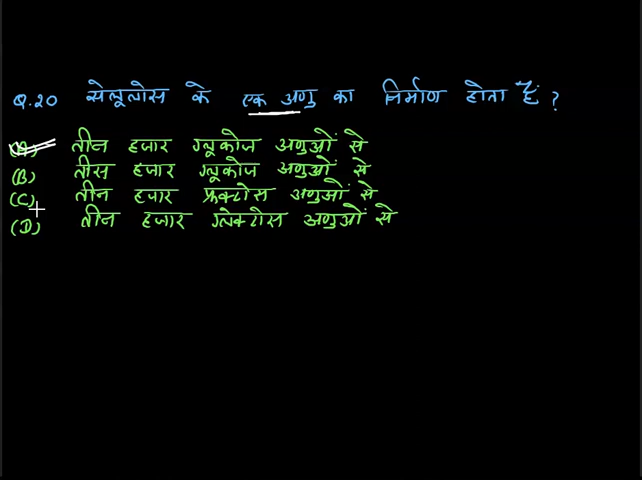 Q.20 सेलूलोस के एक अणु का निर्माण होता है ?
(A) तीन हजार ग्लूकोज अणुओं से
(B) तीस हजार ग्लूकोज अणुओं से
(C) तीन हजार फ्रक्टोस अणुओं से
(D) तीन हजार ग्लेक्टोस अणुओं से